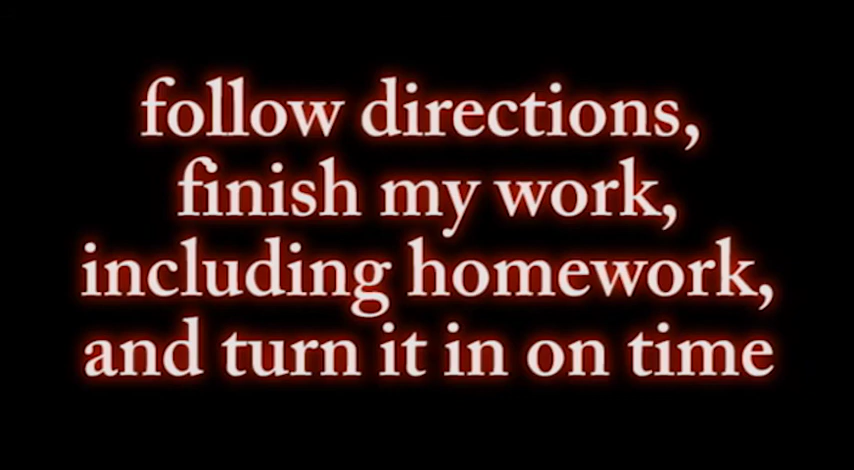 follow directions,
finish my work,
including homework,
and turn it in on time